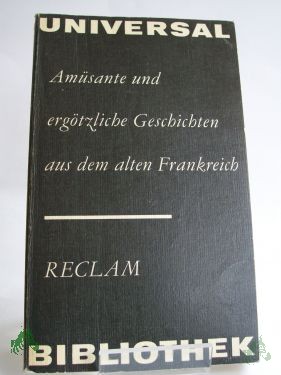 UNIVERSAL
Amüsante und
ergötzliche Geschichten
aus dem alten Frankreich
RECLAM
BIBLIOTHEK